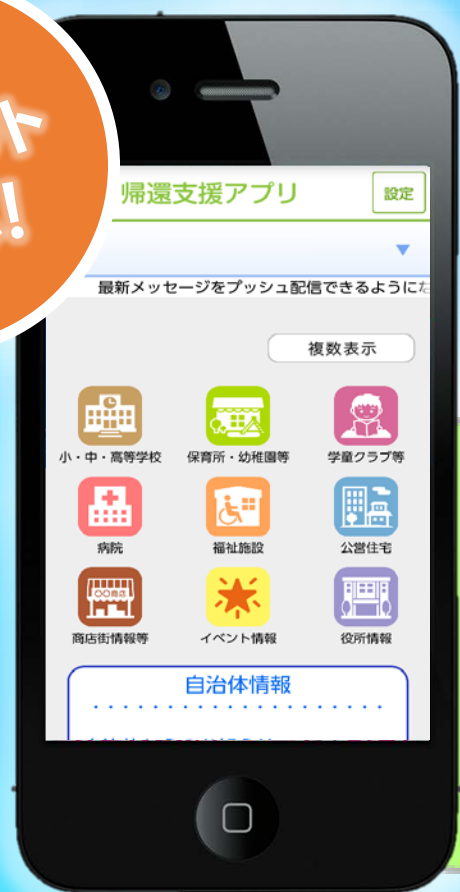 ト
!!
帰還支援アプリ
設定
最新メッセージをプッシュ配信できるように
複数表示
小・中・高等学校
保育所・幼稚園等
学童クラブ等
病院
福祉施設
公営住宅
〇〇商店
商店街情報等
イベント情報
役所情報
自治体情報